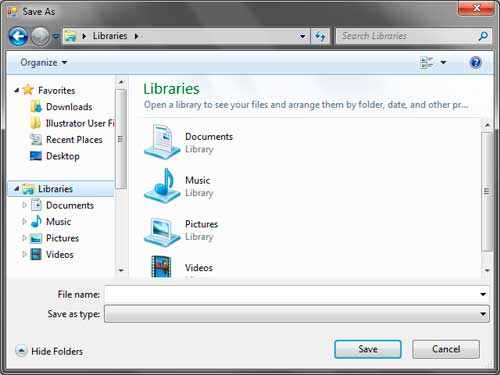 Save As
Libraries
Search Libraries
Organize
Favorites
Downloads
Illustrator User Fi
Recent Places
Desktop
Libraries
Documents
Music
Pictures
Videos
Libraries
Open a library to see your files and arrange them by folder, date, and other pr...
Documents
Library
Music
Library
Pictures
Library
Videos
File name:
Save as type:
Hide Folders
Save
Cancel